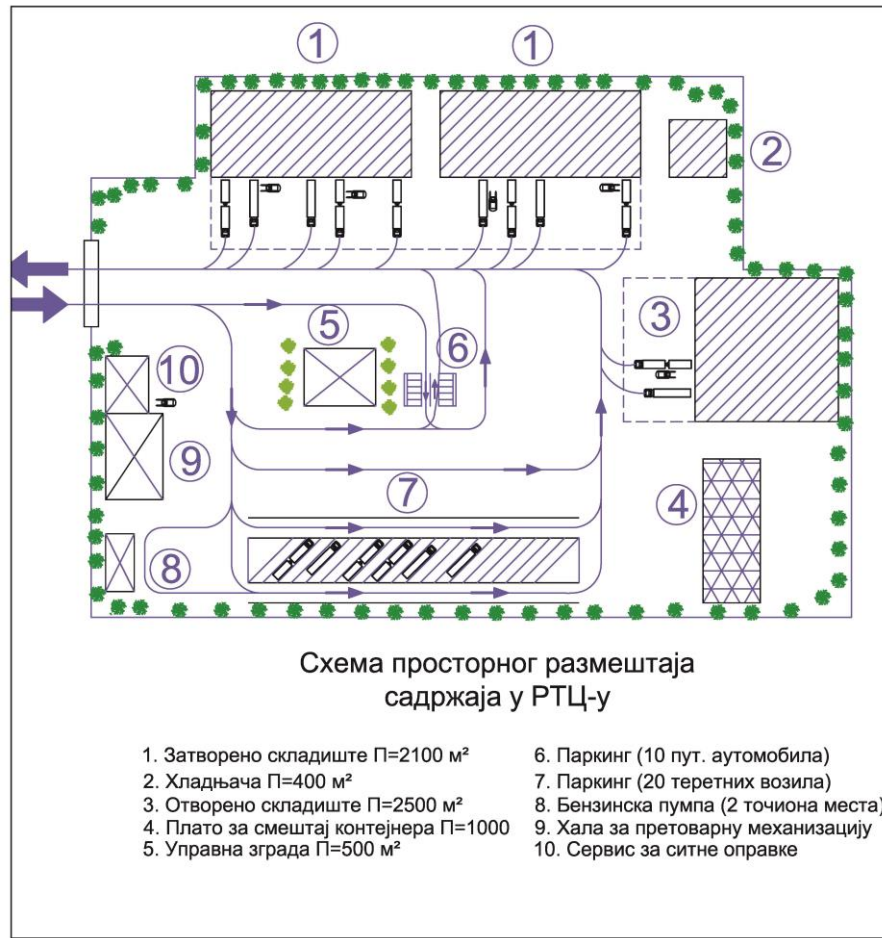 1
1
2
3
5
6
10
9
7
4
8
Схема просторног размештаја
садржаја у РТЦ-у
1. Затворено складиште П=2100 м²
2. Хладњача П=400 м²
3. Отворено складиште П=2500 м²
4. Плато за смештај контејнера П=1000
5. Управна зграда П=500 м²
6. Паркинг (10 пут. аутомобила)
7. Паркинг (20 теретних возила)
8. Бензинска пумпа (2 точиона места)
9. Хала за претоварну механизацију
10. Сервис за ситне оправке